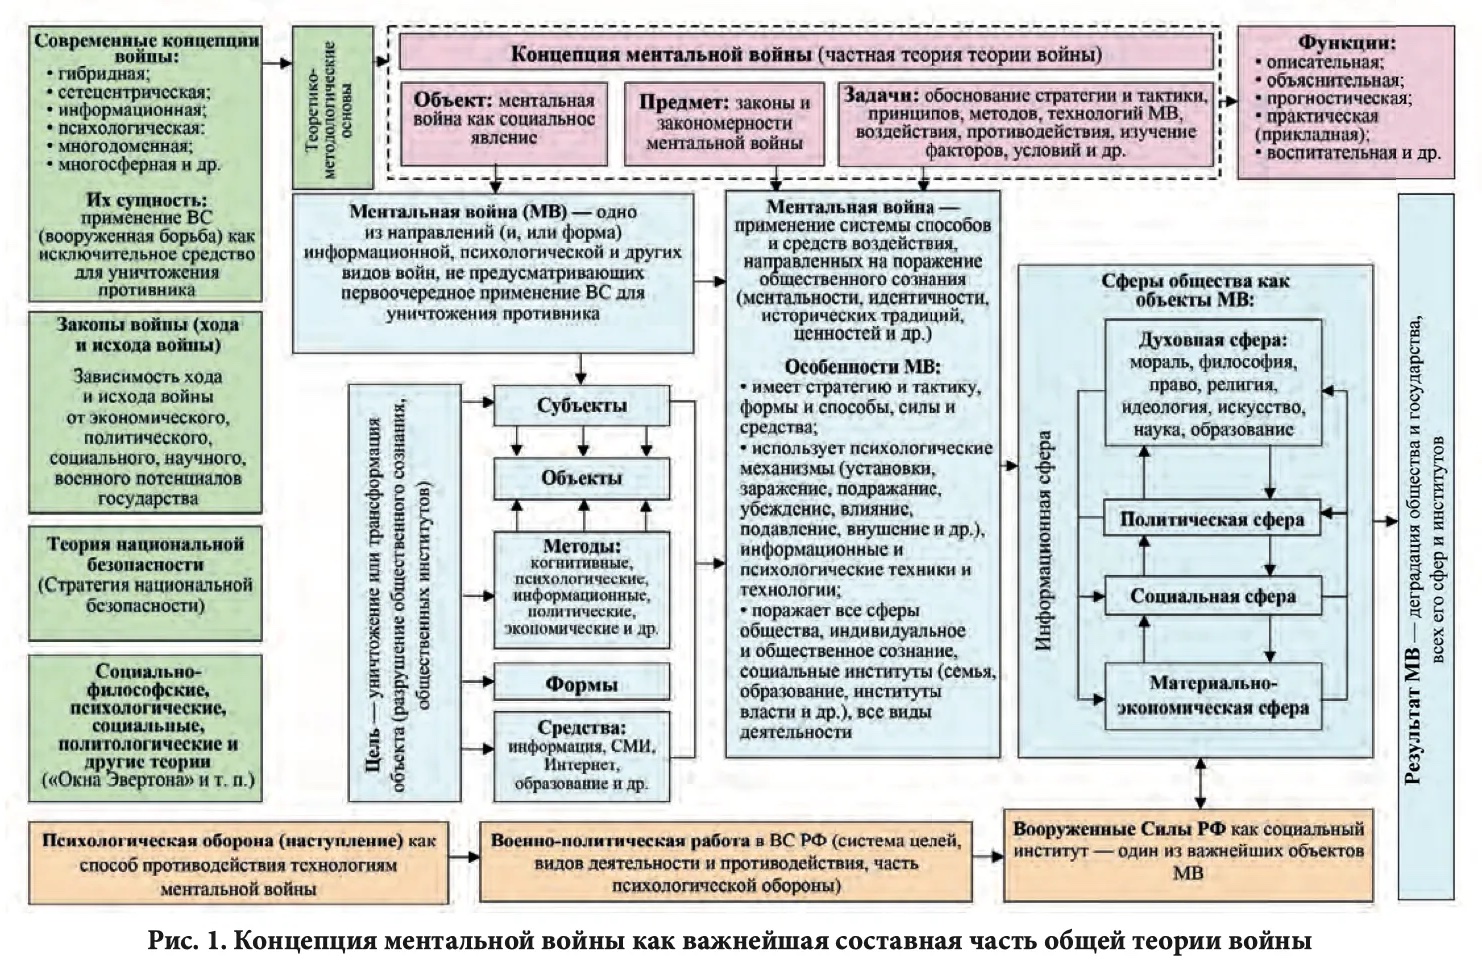 Современные концепции
войны:
• гибридная;
• сетецентрическая;
• информационная;
• психологическая:
• многодоменная;
• многосферная и др.
Их сущность:
применение ВС
(вооруженная борьба) как
исключительное средство
для уничтожения
противника
Законы войны (хода
и исхода войны)
Зависимость хода
и исхода войны
от экономического,
политического,
социального, научного,
военного потенциалов
государства
Теория национальной
безопасности
(Стратегия национальной
безопасности)
Социально-
философские,
психологические,
социальные,
политологические и
другие теории
(«Окна Эвертона» и т. п.)
Теоретико-
методологические
основы
Концепция ментальной войны (частная теория теории войны)
Объект: ментальная
война как социальное
явление
Предмет: законы и
закономерности
ментальной войны
Задачи: обоснование стратегии и тактики,
принципов, методов, технологий МВ,
воздействия, противодействия, изучение
факторов, условий и др.
Функции:
• описательная;
• объяснительная;
• прогностическая;
• практическая
(прикладная);
• воспитательная и др.
Ментальная война (МВ) — одно
из направлений (и, или форма)
информационной, психологической и других
видов войн, не предусматривающих
первоочередное применение ВС для
уничтожения противника
Цель — уничтожение или трансформация
объекта (разрушение общественного сознания,
общественных институтов)
Субъекты
Объекты
Методы:
когнитивные,
психологические,
информационные,
политические,
экономические и др.
Формы
Средства:
информация, СМИ,
Интернет,
образование и др.
Ментальная война —
применение системы способов
и средств воздействия,
направленных на поражение
общественного сознания
(ментальности, идентичности,
исторических традиций,
ценностей и др.)
Особенности МВ:
• имеет стратегию и тактику,
формы и способы, силы и
средства;
• использует психологические
механизмы (установки,
заражение, подражание,
убеждение, влияние,
подавление, внушение и др.),
информационные и
психологические техники и
технологии;
• поражает все сферы
общества, индивидуальное
и общественное сознание,
социальные институты (семья,
образование, институты
власти и др.), все виды
деятельности
Сферы общества как
объекты МВ:
Информационная сфера
Духовная сфера:
мораль, философия,
право, религия,
идеология, искусство,
наука, образование
Политическая сфера
Социальная сфера
Материально-
экономическая сфера
Результат МВ — деградация общества и государства,
всех его сфер и институтов
Психологическая оборона (наступление) как
способ противодействия технологиям
ментальной войны
Военно-политическая работа в ВС РФ (система целей,
видов деятельности и противодействия, часть
психологической обороны)
Вооруженные Силы РФ как социальный
институт — один из важнейших объектов
МВ
Рис. 1. Концепция ментальной войны как важнейшая составная часть общей теории войны